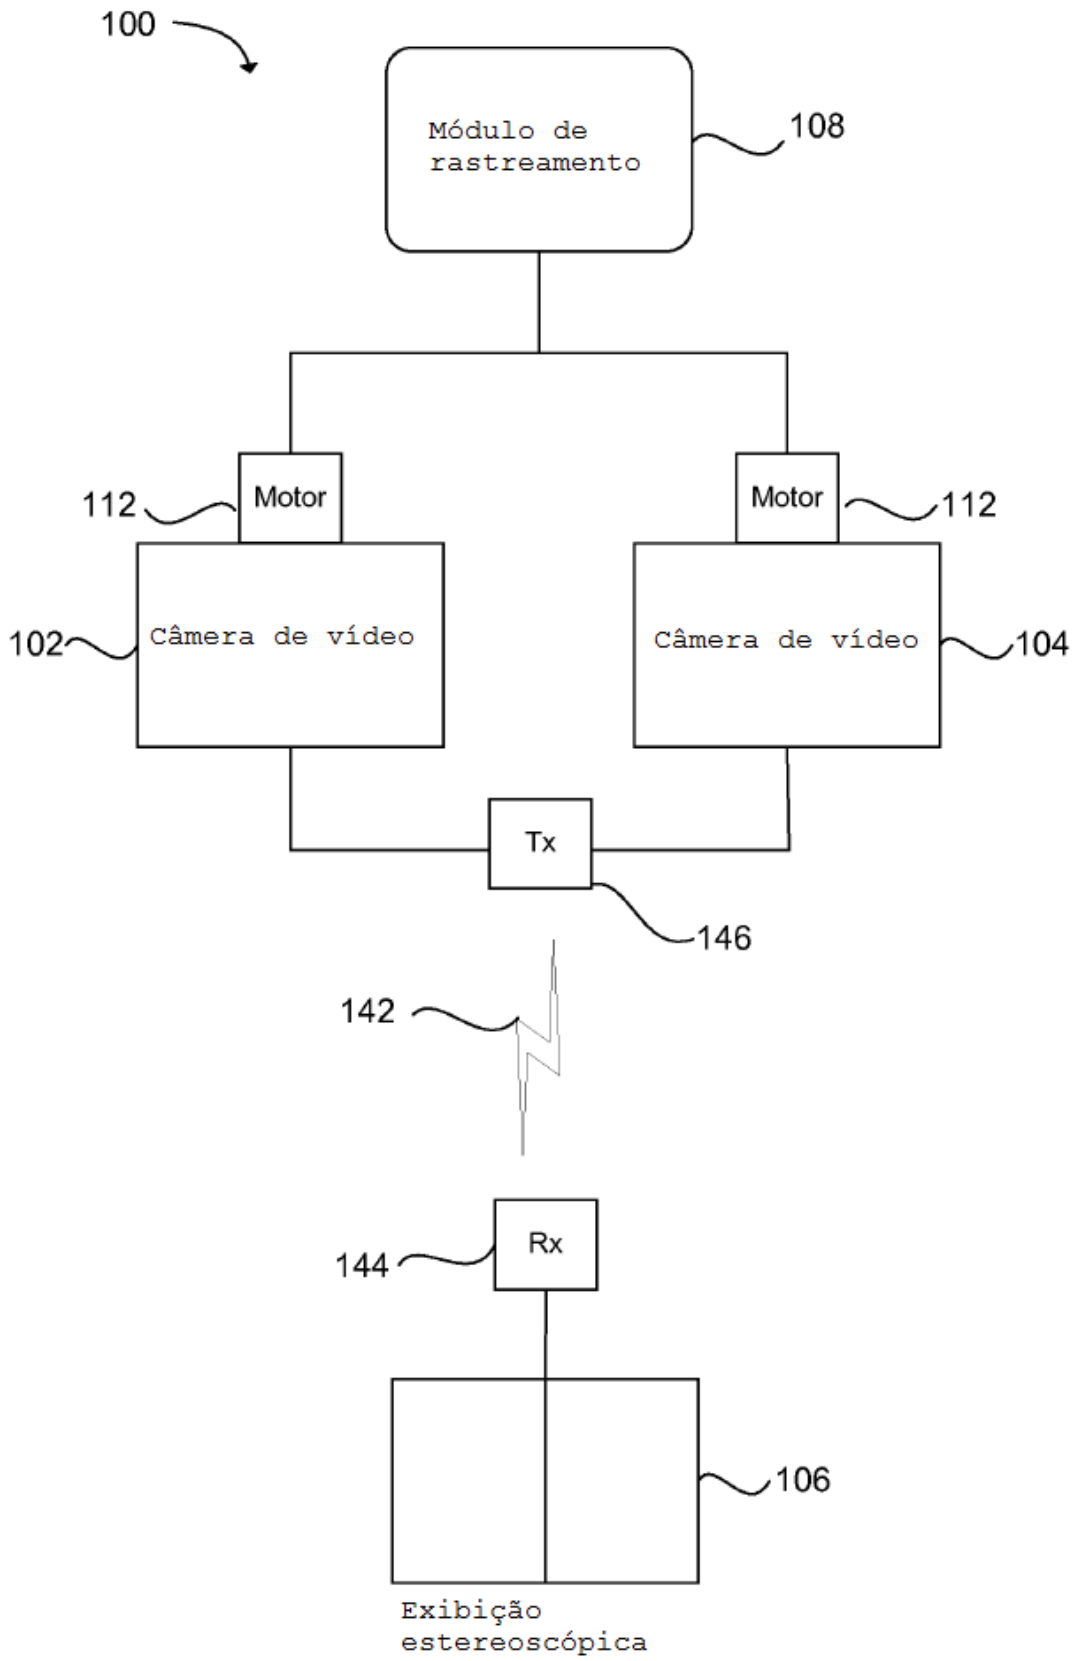 100
Módulo de
rastreamento
108
Motor
Motor
112
112
Câmera de vídeo
Câmera de vídeo
102
104
Tx
146
142
Rx
144
106
Exibição
estereoscópica